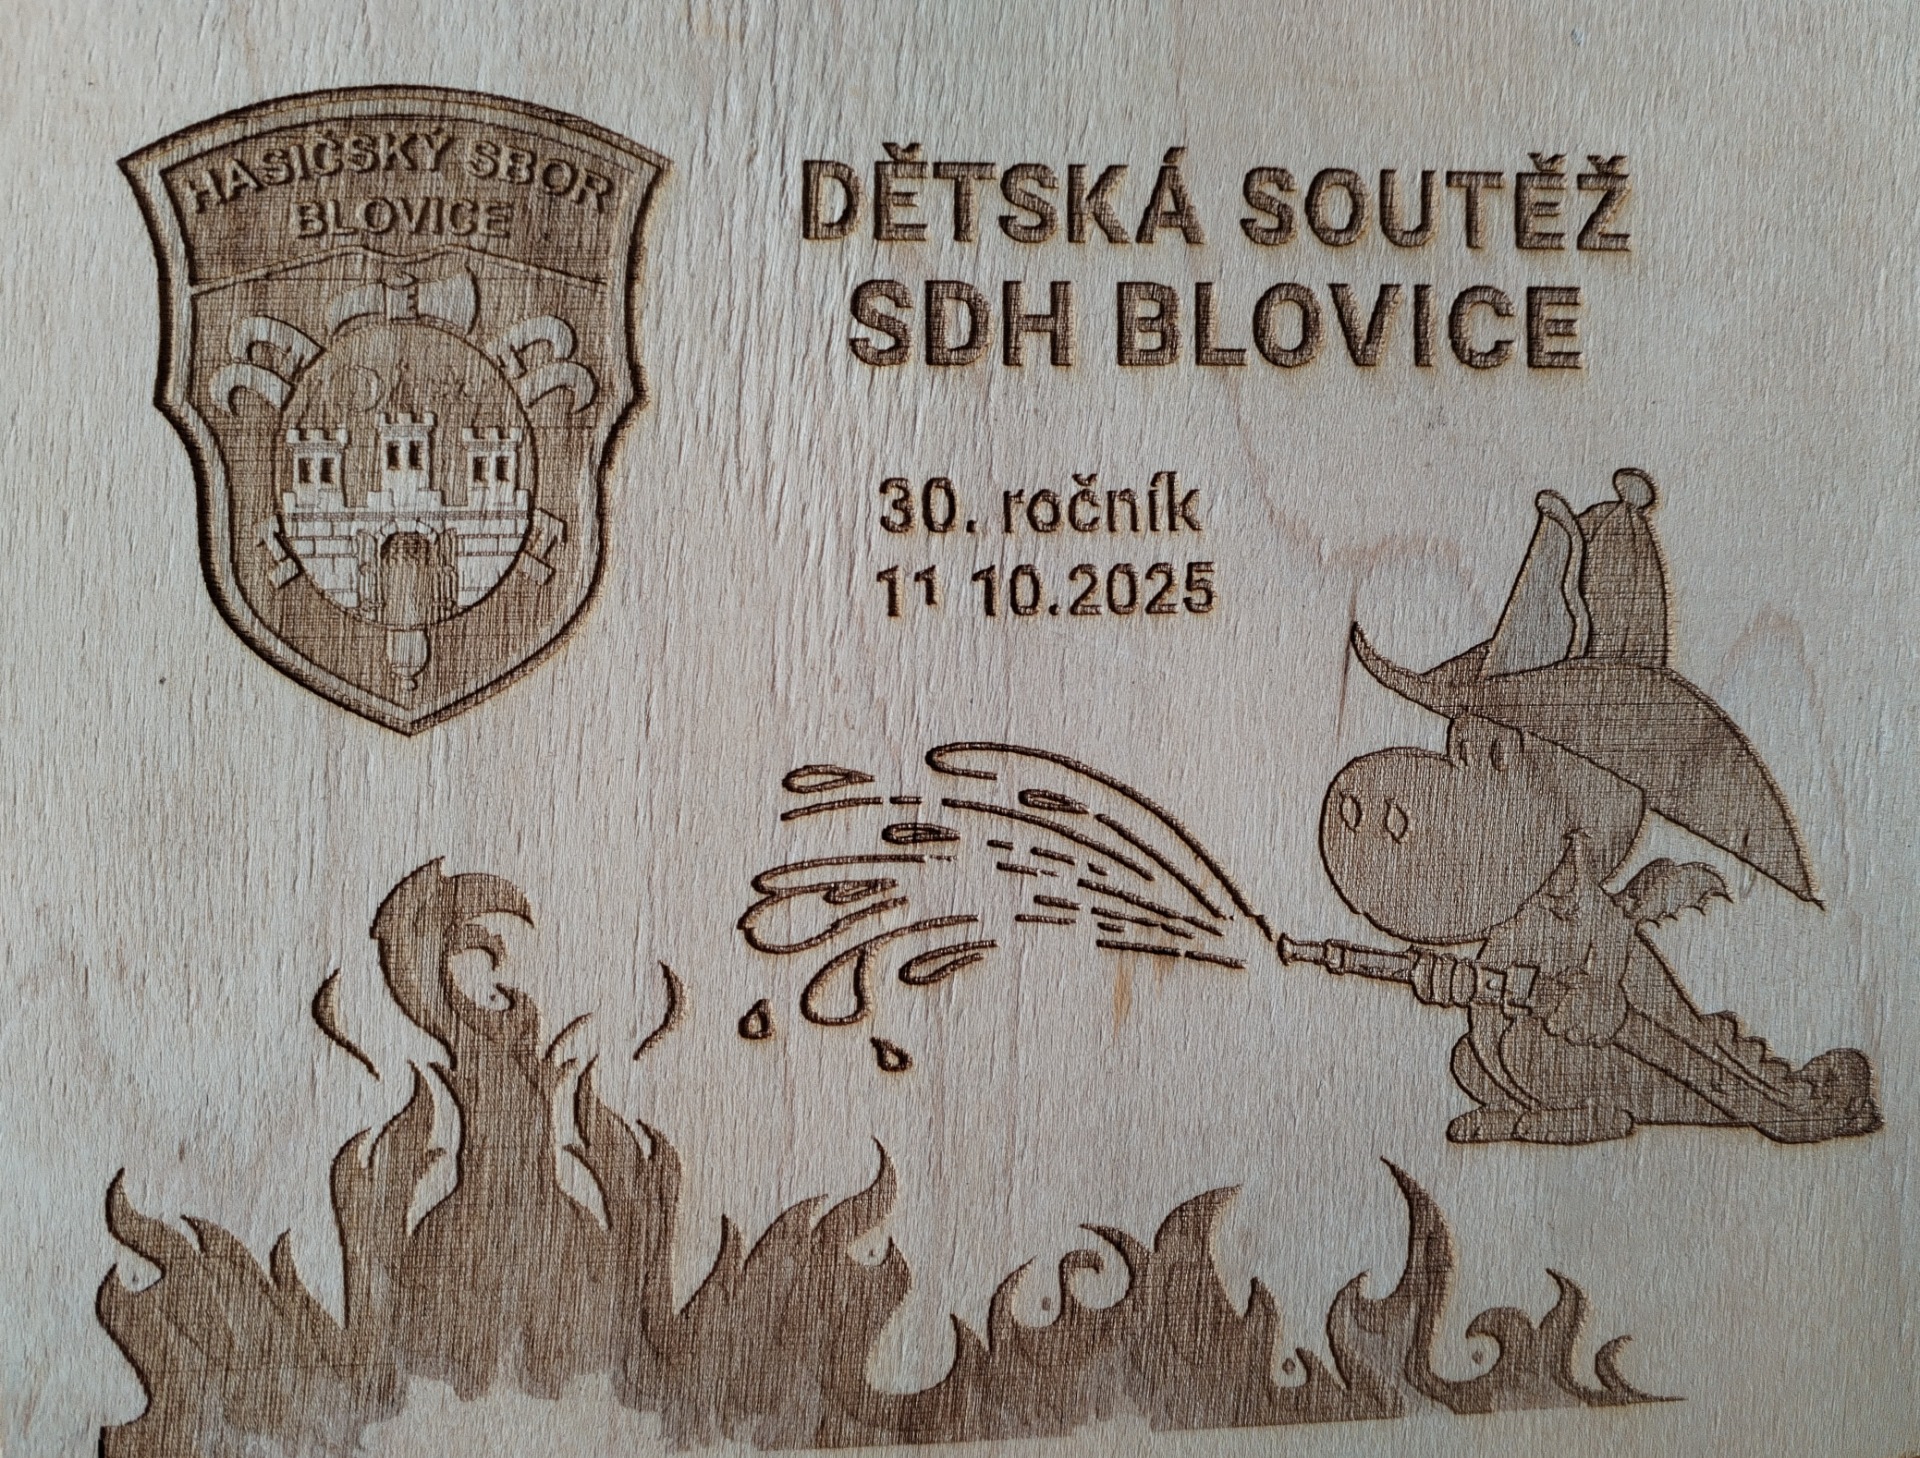 HASIČSKÝ SBOR
BLOVICE
DĚTSKÁ SOUTĚŽ
SDH BLOVICE
30. ročník
11 10.2025